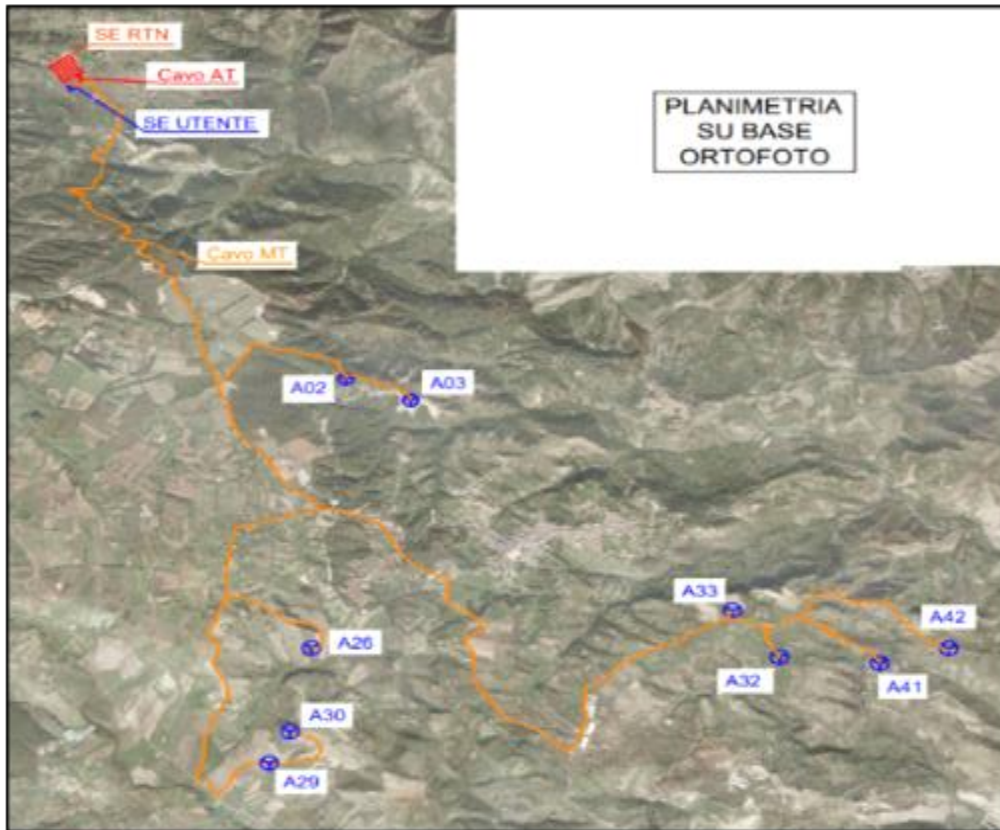 SE RTN
Cavo AT
SE UTENTE
PLANIMETRIA
SU BASE
ORTOFOTO
Cavo MT
A02
A03
A33
A42
A26
A32
A41
A30
A29